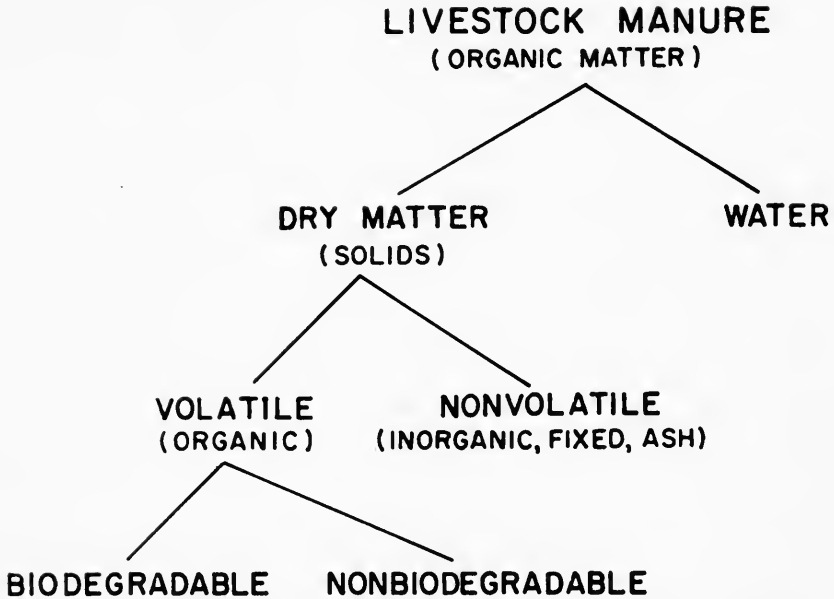 LIVESTOCK MANURE
(ORGANIC MATTER)
DRY MATTER
(SOLIDS)
WATER
VOLATILE
(ORGANIC)
NONVOLATILE
(INORGANIC, FIXED, ASH)
BIODEGRADABLE
NONBIODEGRADABLE